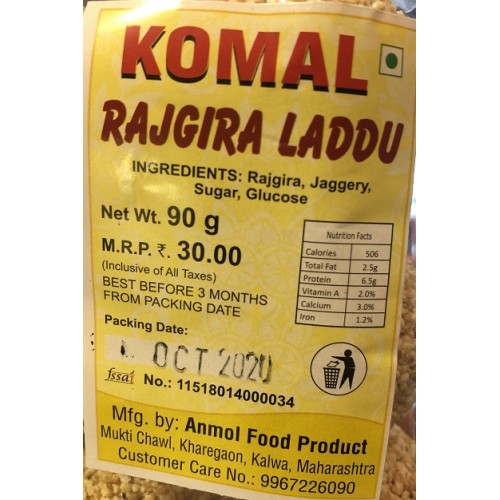 KOMAL
RAJGIRA LADDU
INGREDIENTS: Rajgira, Jaggery,
Sugar, Glucose
Net Wt. 90 g
M.R.P. ₹. 30.00
(Inclusive of All Taxes)
BEST BEFORE 3 MONTHS
FROM PACKING DATE
Nutrition Facts
Calories 506
Total Fat 2.5g
Protein 6.5g
Vitamin A 2.0%
Calcium 3.0%
Iron 1.2%
Packing Date:
OCT 2020
fssai No.: 11518014000034
Mfg. by: Anmol Food Product
Mukti Chawl, Kharegaon, Kalwa, Maharashtra
Customer Care No.: 9967226090